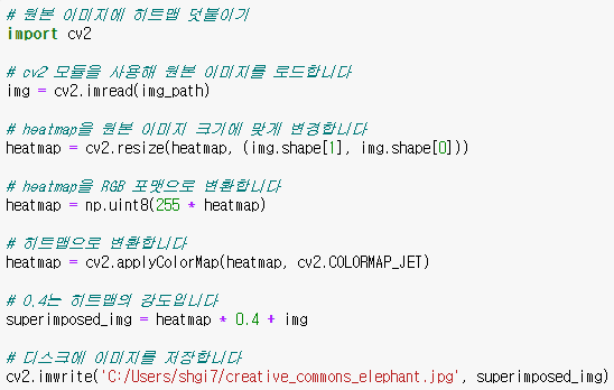 # 원본 이미지에 히트맵 덧붙이기
import cv2
# cv2 모듈을 사용해 원본 이미지를 로드합니다
img = cv2.imread(img_path)
# heatmap을 원본 이미지 크기에 맞게 변경합니다
heatmap = cv2.resize(heatmap, (img.shape[1], img.shape[0]))
# heatmap을 RGB 포맷으로 변환합니다
heatmap = np.uint8(255 * heatmap)
# 히트맵으로 변환합니다
heatmap = cv2.applyColorMap(heatmap, cv2.COLORMAP_JET)
# 0.4는 히트맵의 강도입니다
superimposed_img = heatmap * 0.4 + img
# 디스크에 이미지를 저장합니다
cv2.imwrite('C:/Users/shgi7/creative_commons_elephant.jpg', superimposed_img)